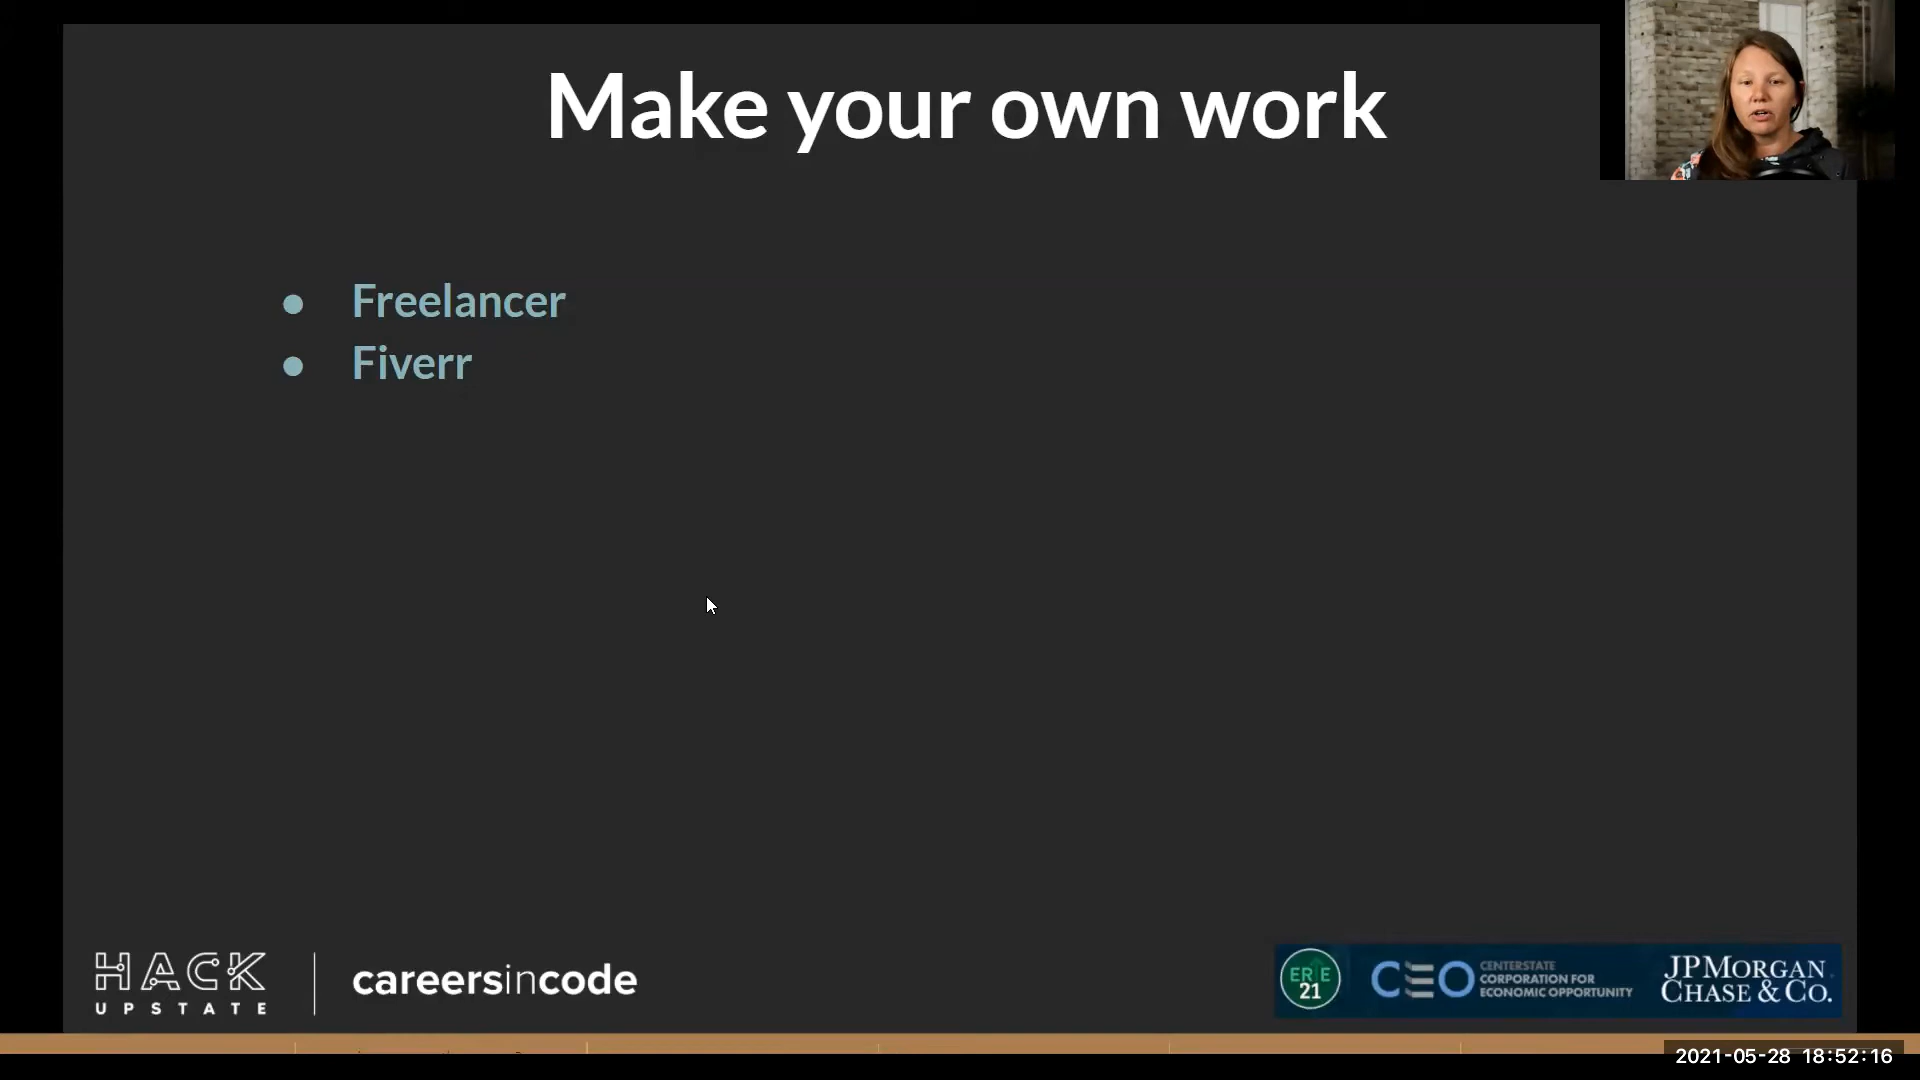 Make your own work
● Freelancer
● Fiverr
HACK
UPSTATE
careersincode
ERIE
21
CEO
CENTERSTATE
CORPORATION FOR
ECONOMIC OPPORTUNITY
JPMORGAN
CHASE & CO.
2021-05-28 18:52:16